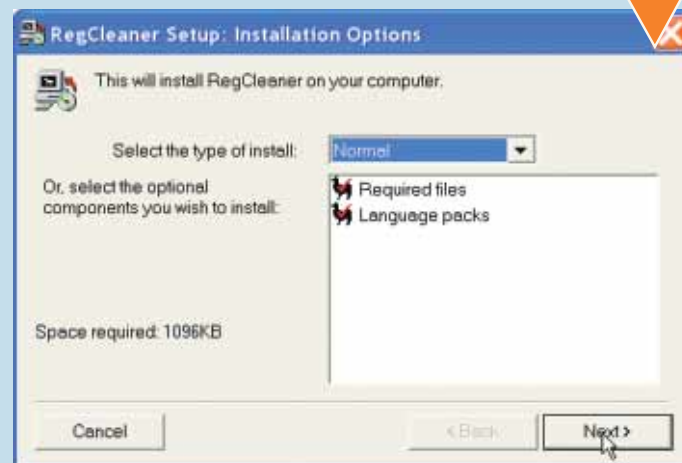 RegCleaner Setup: Installation Options
This will install RegCleaner on your computer.
Select the type of install: Normal
Or, select the optional
components you wish to install:
Required files
Language packs
Space required: 1096KB
Cancel
< Back
Next >